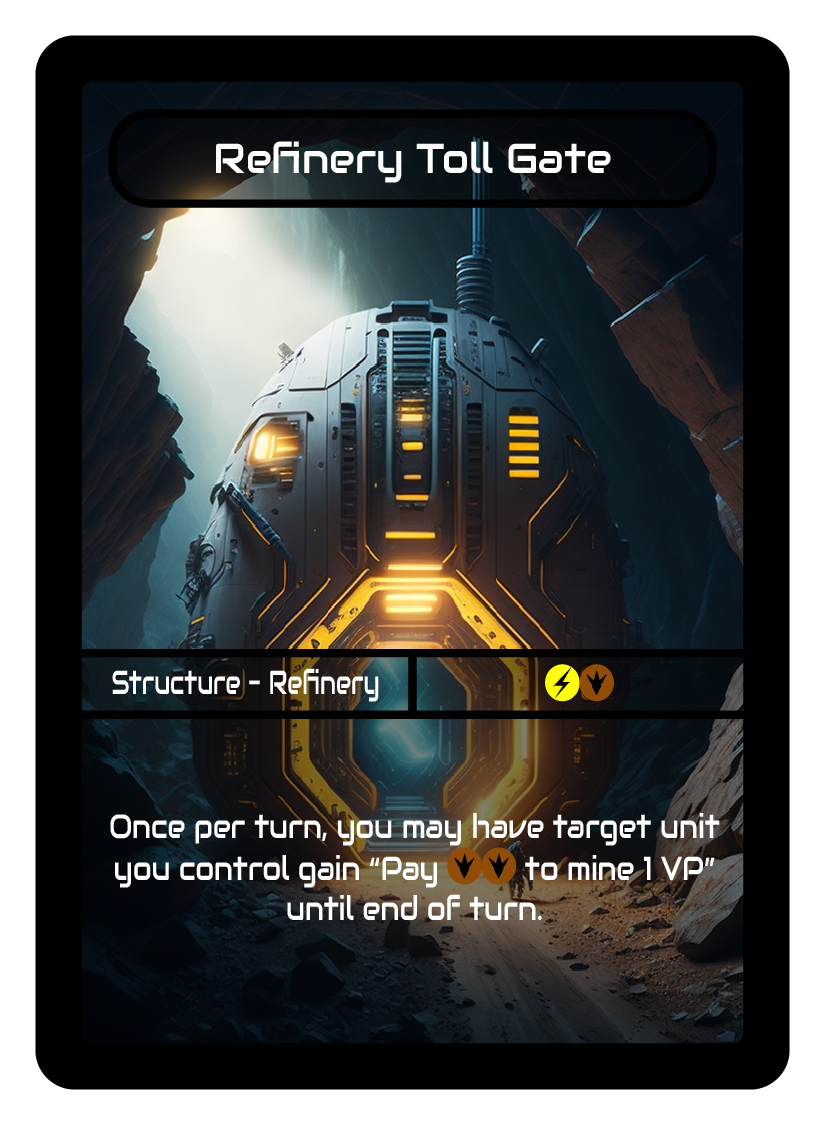 Refinery Toll Gate
Structure - Refinery
Once per turn, you may have target unit
you control gain “Pay to mine 1 VP”
until end of turn.